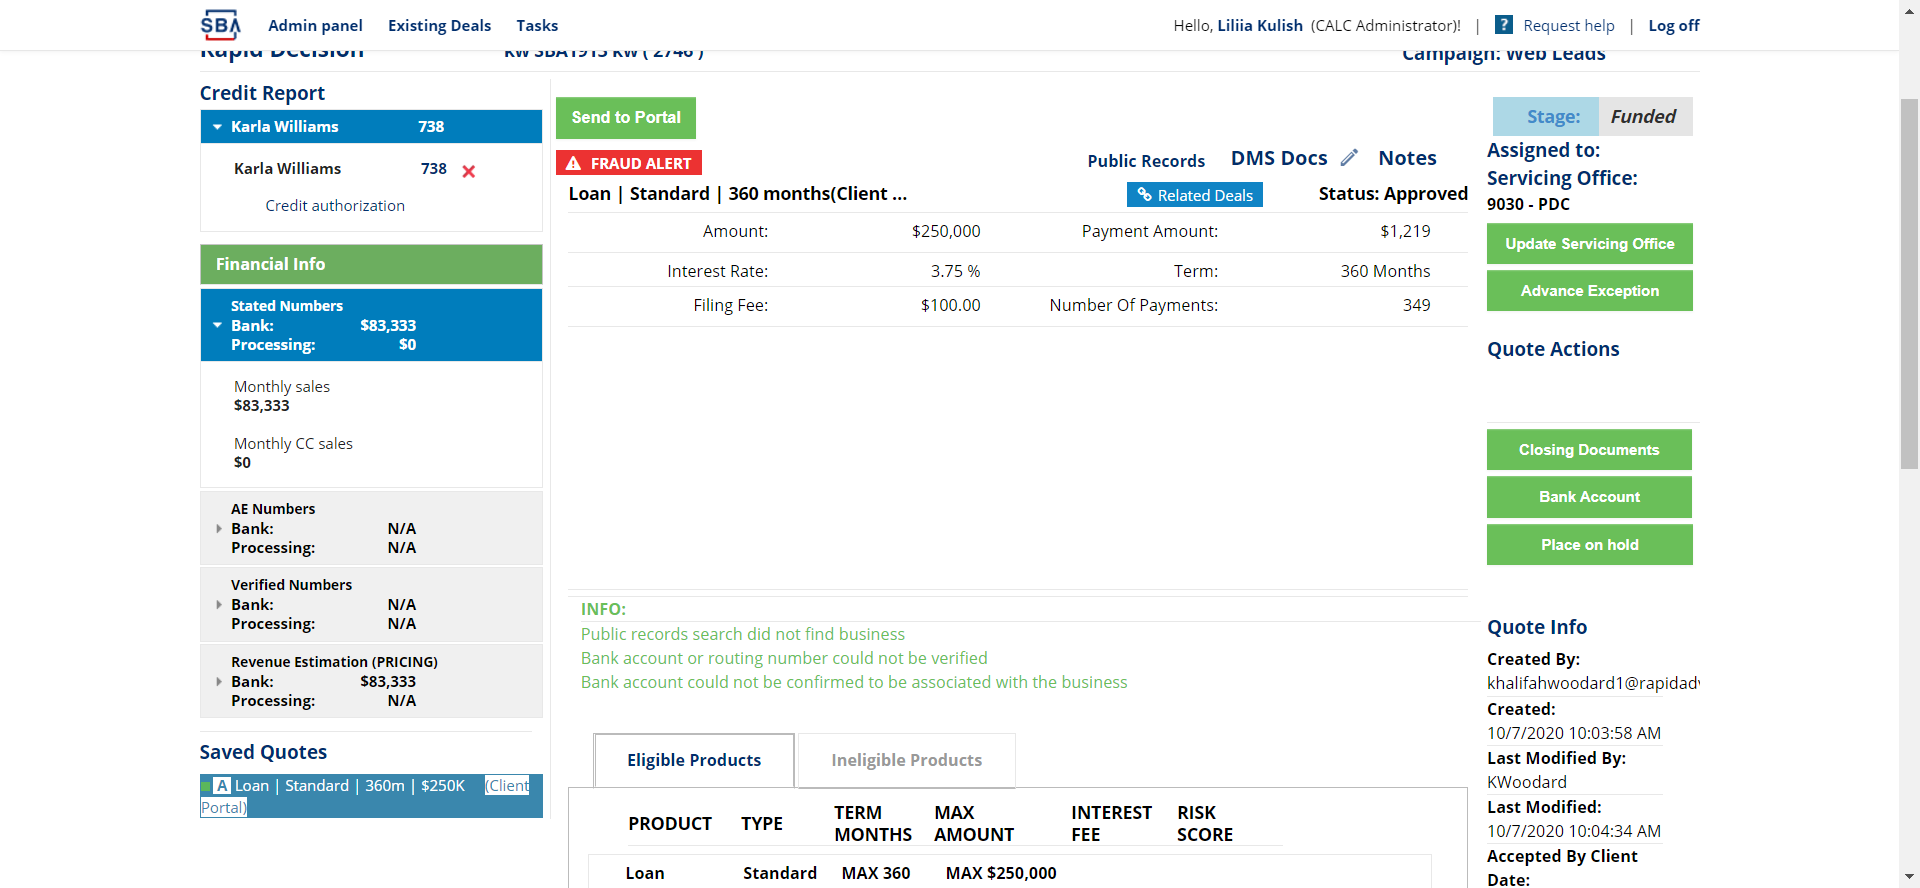 SBA Admin panel Existing Deals Tasks Hello, Liliia Kulish (CALC Administrator)! | ? Request help | Log off
Rapid Decision KW SBA1913 KW ( 2746 ) Campaign: Web Leads
Credit Report
Karla Williams 738
Karla Williams 738
Credit authorization
Financial Info
Stated Numbers
Bank: $83,333
Processing: $0
Monthly sales
$83,333
Monthly CC sales
$0
AE Numbers
Bank: N/A
Processing: N/A
Verified Numbers
Bank: N/A
Processing: N/A
Revenue Estimation (PRICING)
Bank: $83,333
Processing: N/A
Saved Quotes
A Loan | Standard | 360m | $250K (Client
Portal)
Send to Portal
FRAUD ALERT
Public Records DMS Docs Notes
Loan | Standard | 360 months(Client ... Related Deals Status: Approved
Amount: $250,000 Payment Amount: $1,219
Interest Rate: 3.75 % Term: 360 Months
Filing Fee: $100.00 Number Of Payments: 349
INFO:
Public records search did not find business
Bank account or routing number could not be verified
Bank account could not be confirmed to be associated with the business
Eligible Products Ineligible Products
PRODUCT TYPE TERM MONTHS MAX AMOUNT INTEREST FEE RISK SCORE
Loan Standard MAX 360 MAX $250,000
Stage: Funded
Assigned to:
Servicing Office:
9030 - PDC
Update Servicing Office
Advance Exception
Quote Actions
Closing Documents
Bank Account
Place on hold
Quote Info
Created By:
khalifahwoodard1@rapidadv
Created:
10/7/2020 10:03:58 AM
Last Modified By:
KWoodard
Last Modified:
10/7/2020 10:04:34 AM
Accepted By Client
Date: